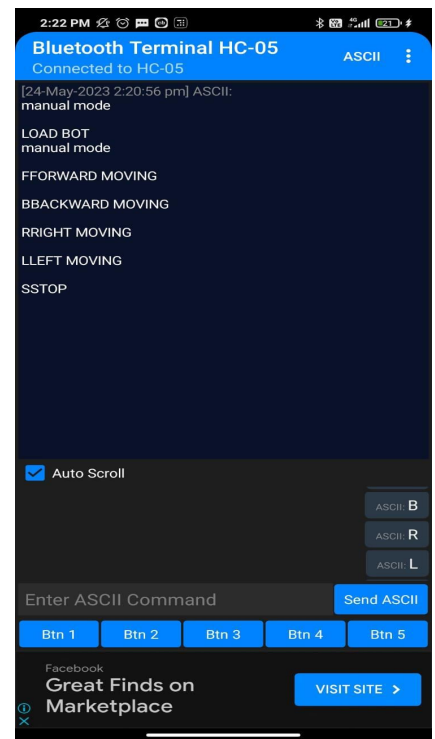 2:22 PM
4G
21
Bluetooth Terminal HC-05
Connected to HC-05
ASCII
[24-May-2023 2:20:56 pm] ASCII:
manual mode
LOAD BOT
manual mode
FFORWARD MOVING
BBACKWARD MOVING
RRIGHT MOVING
LLEFT MOVING
SSTOP
Auto Scroll
ASCII: B
ASCII: R
ASCII: L
Enter ASCII Command
Send ASCII
Btn 1
Btn 2
Btn 3
Btn 4
Btn 5
Facebook
Great Finds on
Marketplace
VISIT SITE